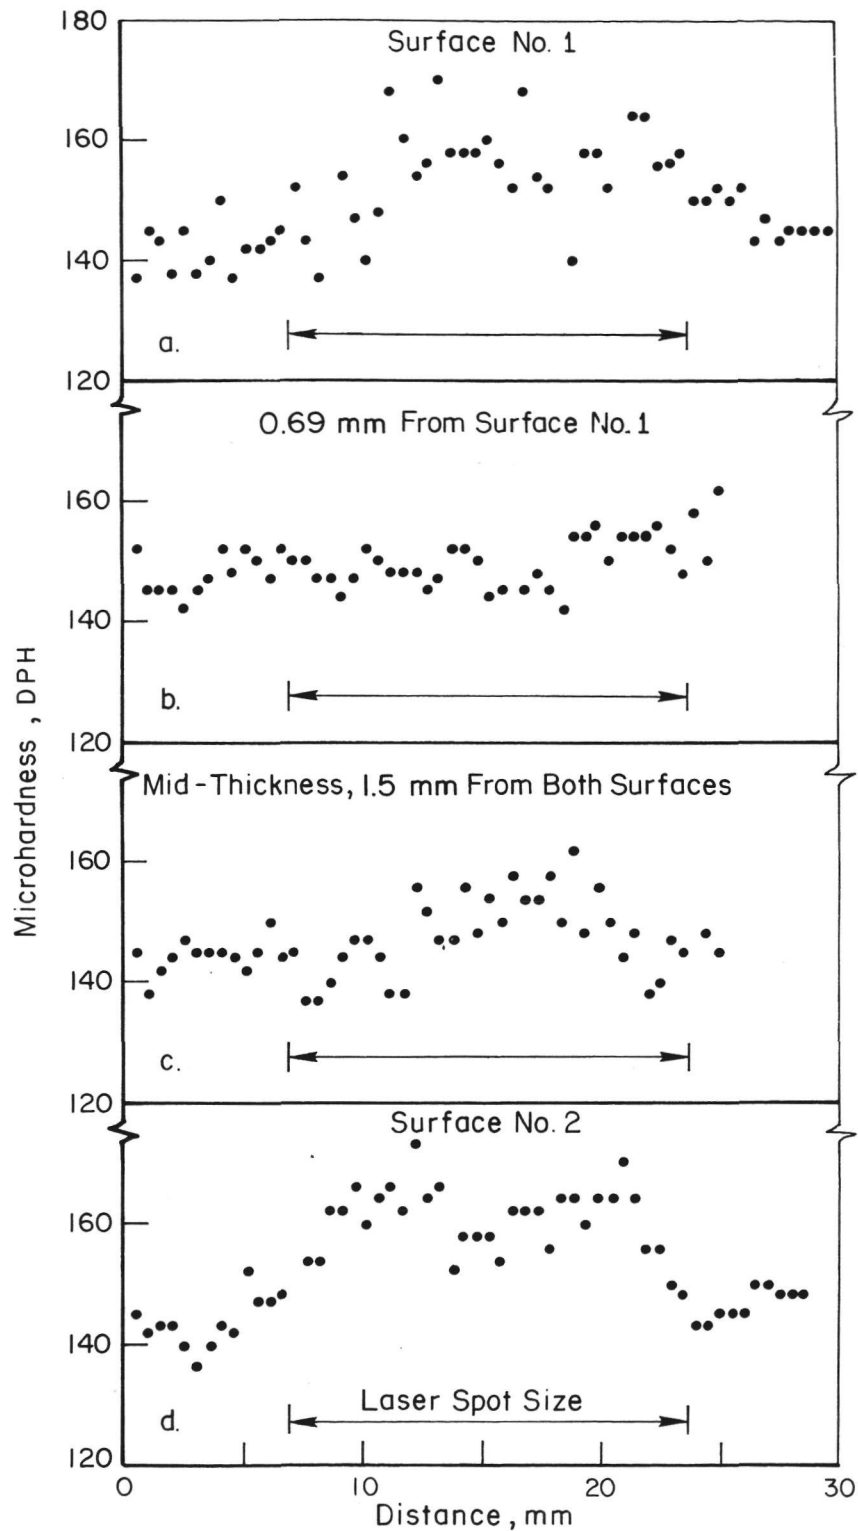 180
Surface No. 1
160
140
a.
120
0.69 mm From Surface No. 1
160
140
b.
120
Mid-Thickness, 1.5 mm From Both Surfaces
160
140
c.
120
Surface No. 2
160
140
Laser Spot Size
d.
120
0 10 20 30
Distance, mm
Microhardness, DPH